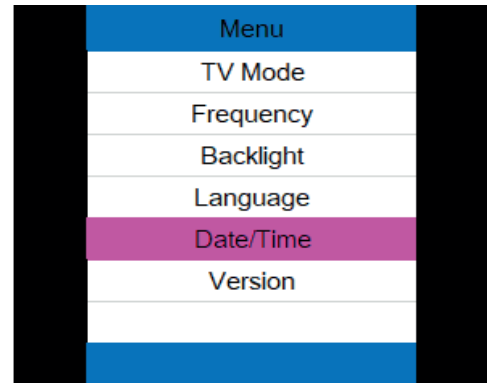 Menu
TV Mode
Frequency
Backlight
Language
Date/Time
Version